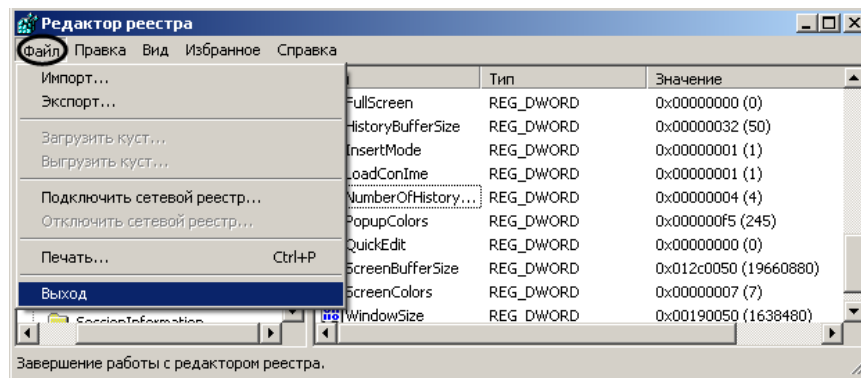 Редактор реестра
Файл Правка Вид Избранное Справка
Импорт...
Экспорт...
Загрузить куст...
Выгрузить куст...
Подключить сетевой реестр...
Отключить сетевой реестр...
Печать... Ctrl+P
Выход
Тип Значение
FullScreen REG_DWORD 0x00000000 (0)
HistoryBufferSize REG_DWORD 0x00000032 (50)
InsertMode REG_DWORD 0x00000001 (1)
LoadConIme REG_DWORD 0x00000001 (1)
NumberOfHistory... REG_DWORD 0x00000004 (4)
PopupColors REG_DWORD 0x000000f5 (245)
QuickEdit REG_DWORD 0x00000000 (0)
ScreenBufferSize REG_DWORD 0x012c0050 (19660880)
ScreenColors REG_DWORD 0x00000007 (7)
WindowSize REG_DWORD 0x00190050 (1638480)
SessionInformation
Завершение работы с редактором реестра.